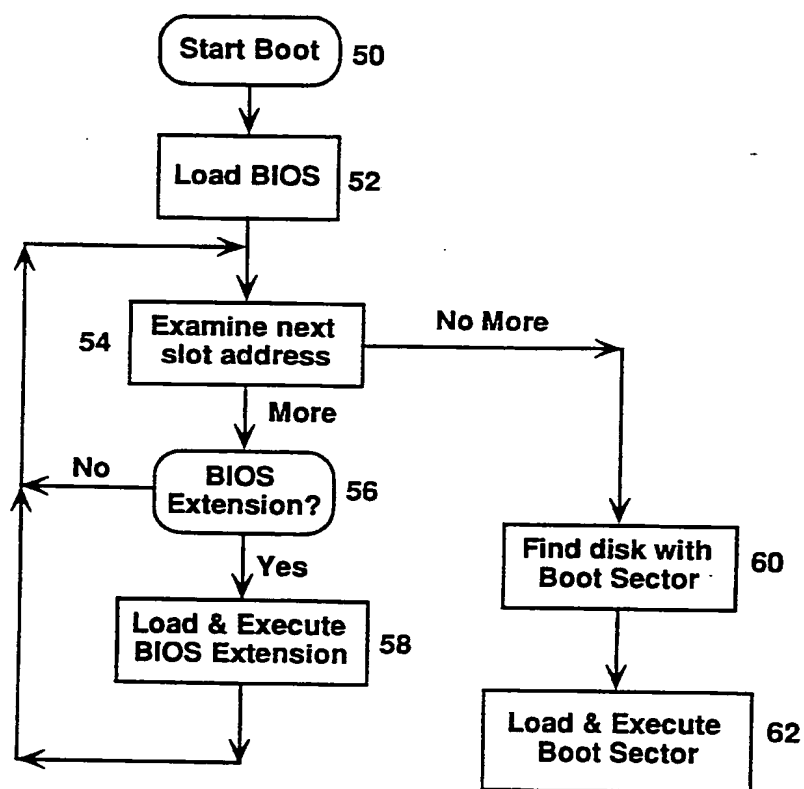 Start Boot
50
Load BIOS
52
Examine next
slot address
54
No More
More
BIOS
Extension?
56
No
Yes
Load & Execute
BIOS Extension
58
Find disk with
Boot Sector
60
Load & Execute
Boot Sector
62